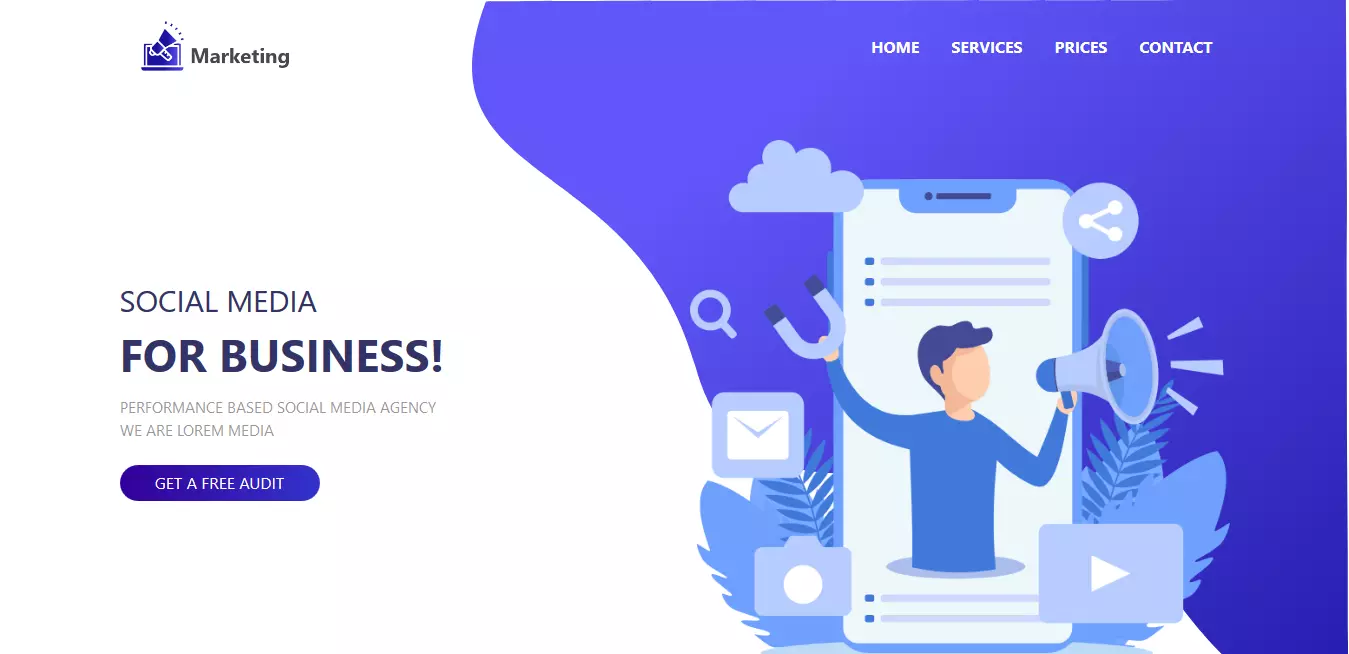 Marketing
HOME SERVICES PRICES CONTACT
SOCIAL MEDIA
FOR BUSINESS!
PERFORMANCE BASED SOCIAL MEDIA AGENCY
WE ARE LOREM MEDIA
GET A FREE AUDIT